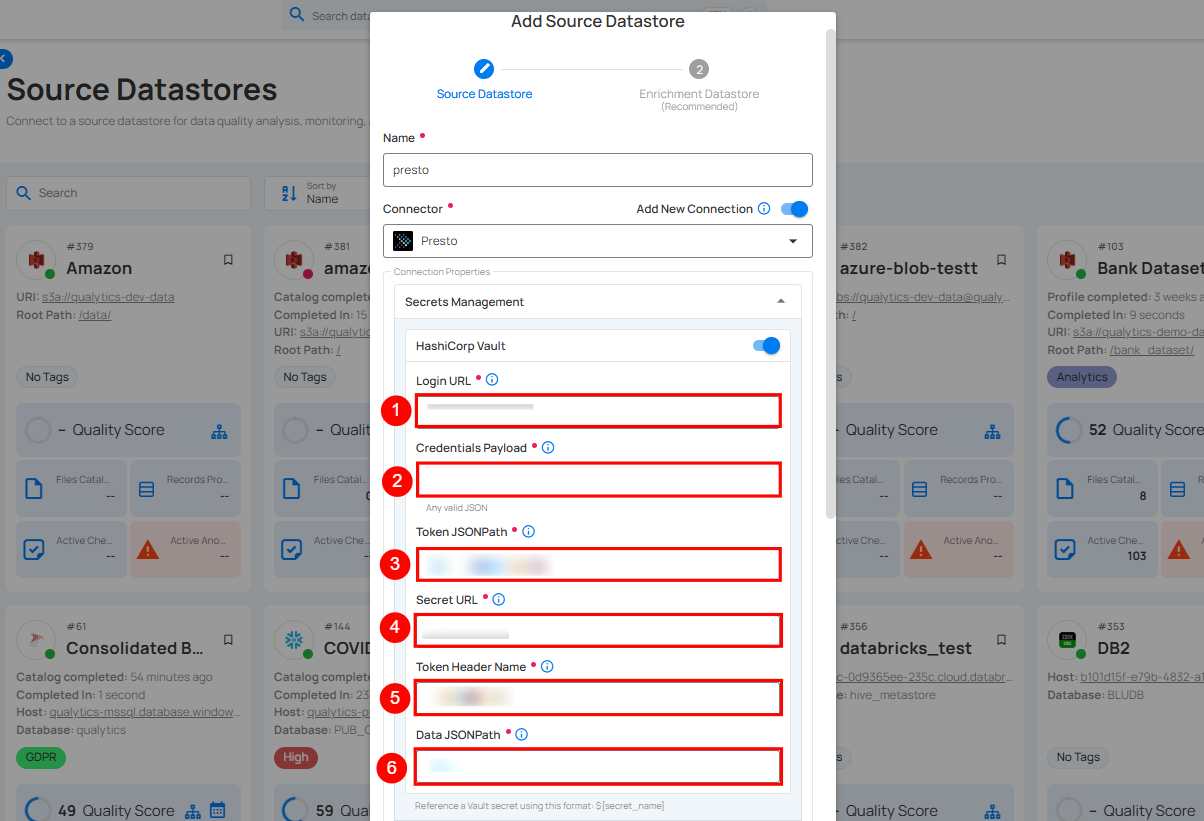 Search data
Add Source Datastore
2
Source Datastore
Enrichment Datastore
(Recommended)
Source Datastores
Connect to a source datastore for data quality analysis, monitoring,
Name
presto
Search
Sort by
Name
Connector
Add New Connection
Presto
Connection Properties
Secrets Management
HashiCorp Vault
Login URL
1
Credentials Payload
2
Any valid JSON
Token JSONPath
3
Secret URL
4
Token Header Name
5
Data JSONPath
6
Reference a Vault secret using this format: ${secret_name}
#379
Amazon
URI: s3a://qualytics-dev-data
Root Path: /data/
No Tags
– Quality Score
Files Catal...
--
Records Pro...
--
Active Che...
--
Active Ano...
--
#381
amaz
Catalog complete
Completed In: 15
URI: s3a://qualytic
Root Path: /
No Tags
– Quali
Files Catal
Active Che
#382
azure-blob-testt
bs://qualytics-dev-data@qualy...
th: /
s
– Quality Score
les Catal...
--
Records Pro...
--
ctive Che...
--
Active Ano...
--
#103
Bank Dataset
Profile completed: 3 weeks a
Completed In: 9 seconds
URI: s3a://qualytics-demo-da
Root Path: /bank_dataset/
Analytics
52 Quality Score
Files Catal...
8
R
Active Che...
103
A
#61
Consolidated B...
Catalog completed: 54 minutes ago
Completed In: 1 second
Host: qualytics-mssql.database.window...
Database: qualytics
GDPR
49 Quality Score
#144
COVID
Catalog complete
Completed In: 23
Host: qualytics-p
Database: PUB_C
High
59 Qua
#356
databricks_test
c-0d9365ee-235c.cloud.databr...
e: hive_metastore
s
– Quality Score
#353
DB2
Host: b101d15f-e79b-4832-a1
Database: BLUDB
No Tags
– Quality Score